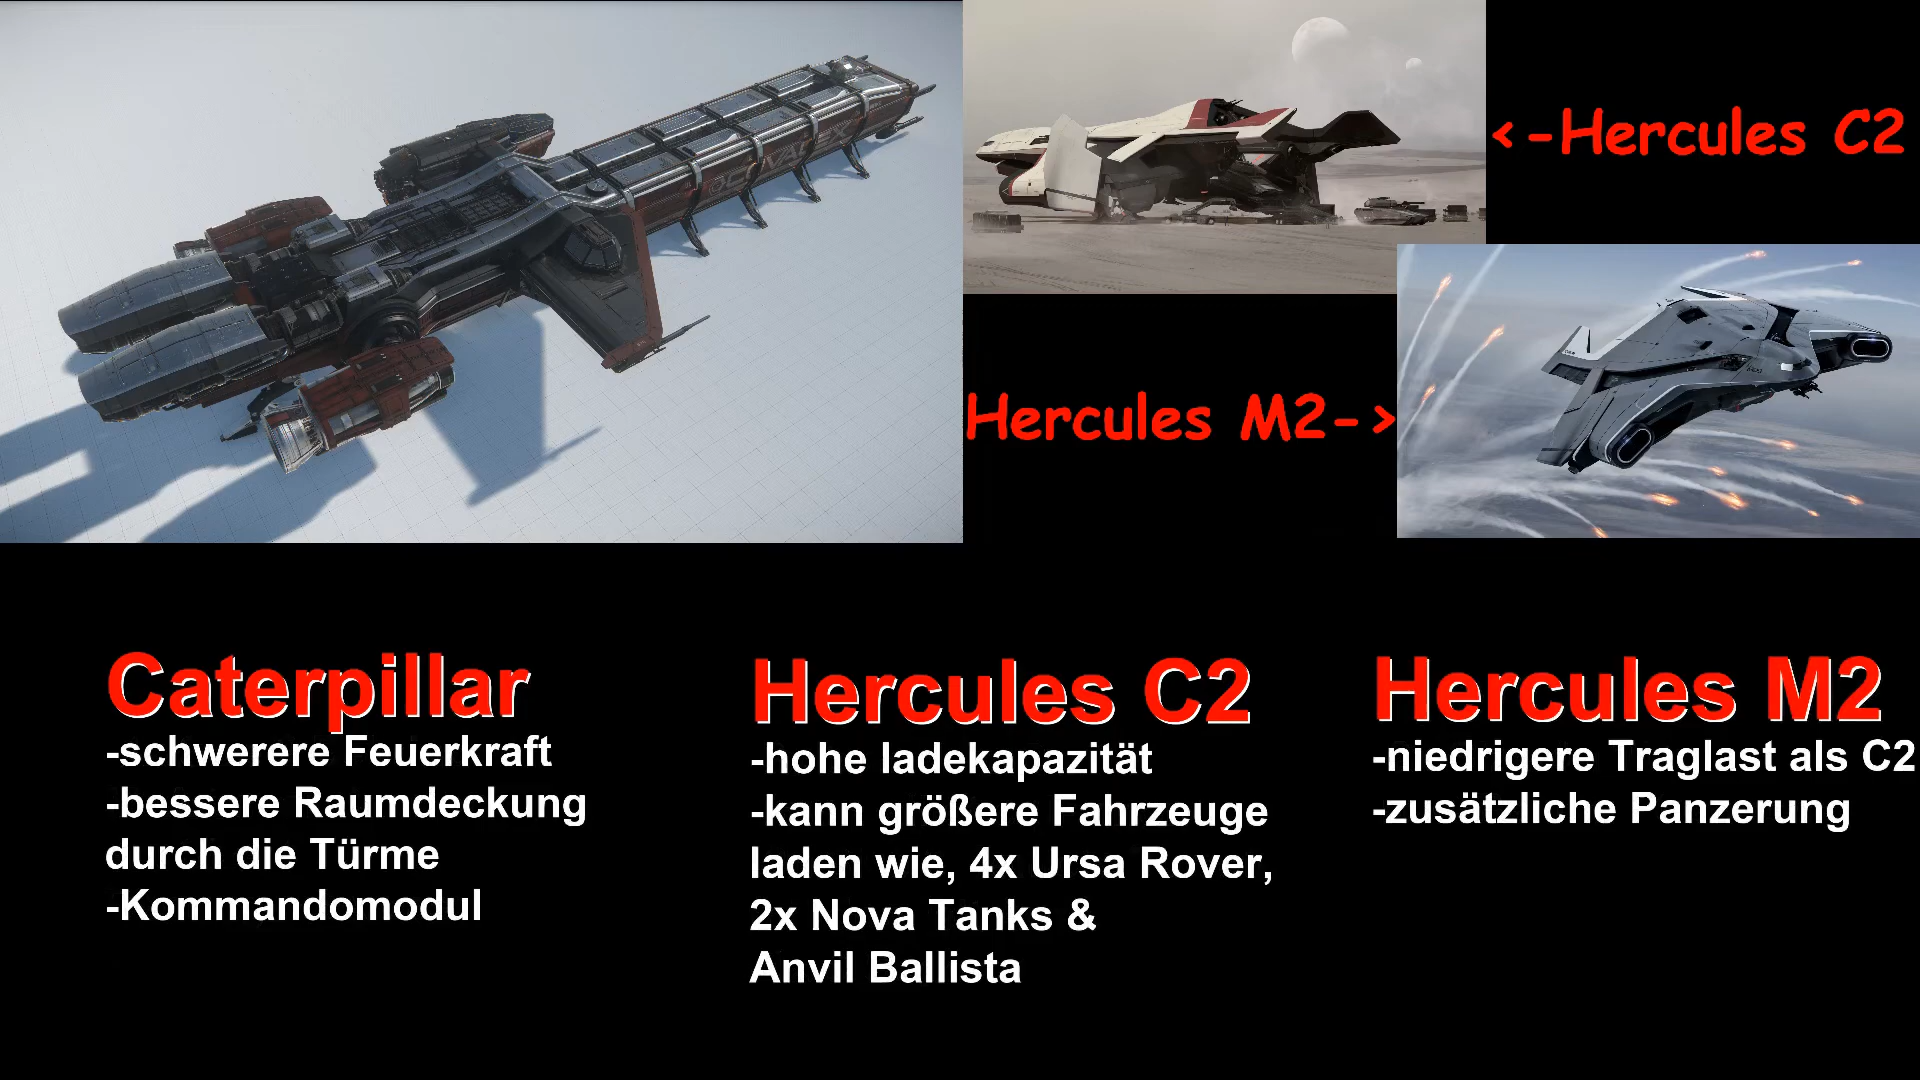 <-Hercules C2
Hercules M2->
Caterpillar
-schwerere Feuerkraft
-bessere Raumdeckung
durch die Türme
-Kommandomodul
Hercules C2
-hohe ladekapazität
-kann größere Fahrzeuge
laden wie, 4x Ursa Rover,
2x Nova Tanks &
Anvil Ballista
Hercules M2
-niedrigere Traglast als C2
-zusätzliche Panzerung